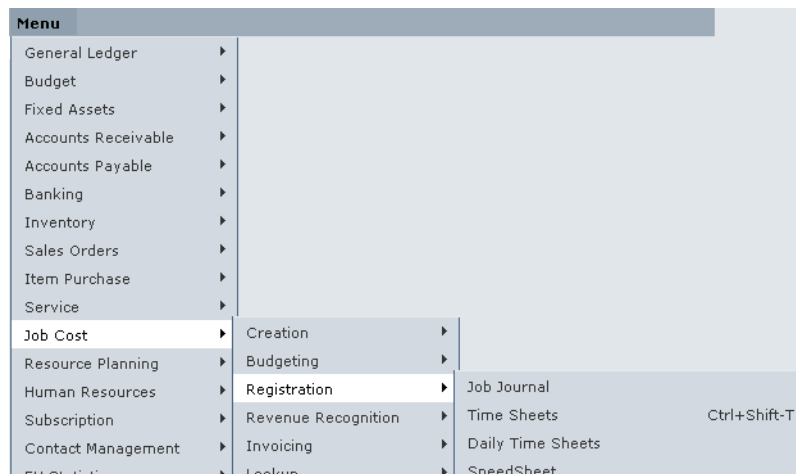 Menu
General Ledger
Budget
Fixed Assets
Accounts Receivable
Accounts Payable
Banking
Inventory
Sales Orders
Item Purchase
Service
Job Cost
Resource Planning
Human Resources
Subscription
Contact Management
Creation
Budgeting
Registration
Revenue Recognition
Invoicing
Lookup
Job Journal
Time Sheets Ctrl+Shift-T
Daily Time Sheets
SpeedSheet